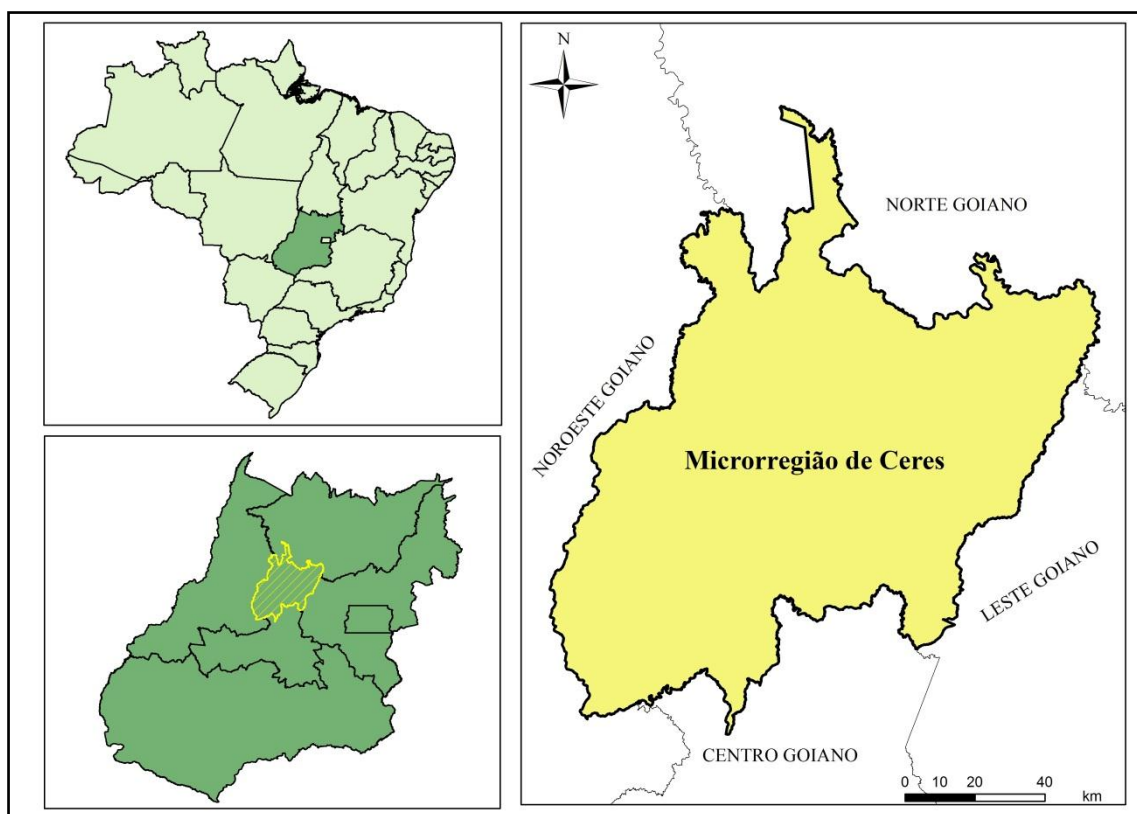 N
NORTE GOIANO
NOROESTE GOIANO
Microrregião de Ceres
LESTE GOIANO
CENTRO GOIANO
0 10 20 40
km